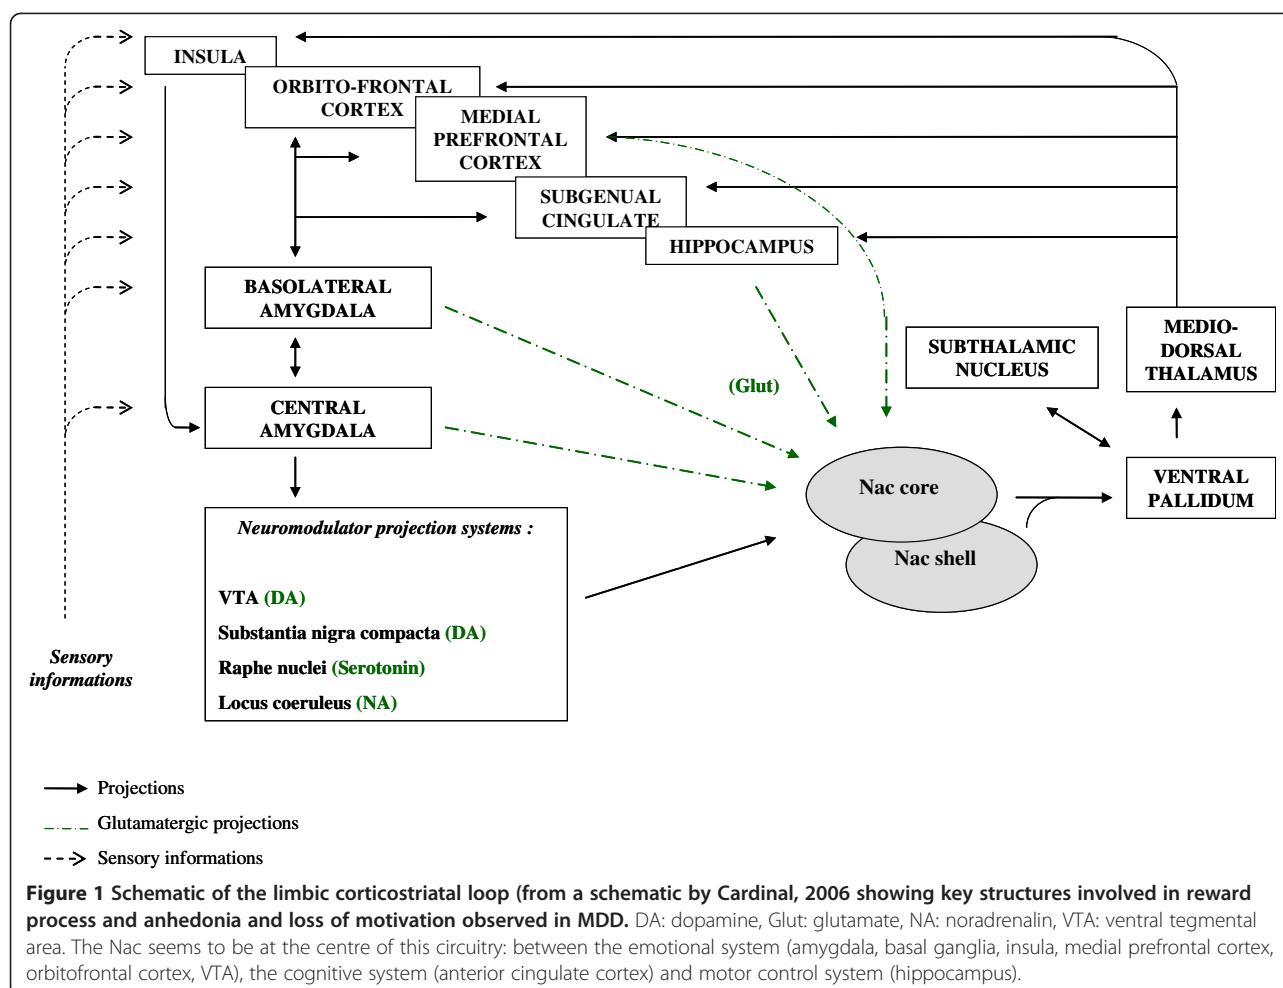 INSULA
ORBITO-FRONTAL
CORTEX
MEDIAL
PREFRONTAL
CORTEX
SUBGENUAL
CINGULATE
HIPPOCAMPUS
BASOLATERAL
AMYGDALA
CENTRAL
AMYGDALA
(Glut)
SUBTHALAMIC
NUCLEUS
MEDIO-
DORSAL
THALAMUS
VENTRAL
PALLIDUM
Nac core
Nac shell
Neuromodulator projection systems :
VTA (DA)
Substantia nigra compacta (DA)
Raphe nuclei (Serotonin)
Locus coeruleus (NA)
Sensory
informations
Projections
Glutamatergic projections
Sensory informations
Figure 1 Schematic of the limbic corticostriatal loop (from a schematic by Cardinal, 2006 showing key structures involved in reward
process and anhedonia and loss of motivation observed in MDD. DA: dopamine, Glut: glutamate, NA: noradrenalin, VTA: ventral tegmental
area. The Nac seems to be at the centre of this circuitry: between the emotional system (amygdala, basal ganglia, insula, medial prefrontal cortex,
orbitofrontal cortex, VTA), the cognitive system (anterior cingulate cortex) and motor control system (hippocampus).